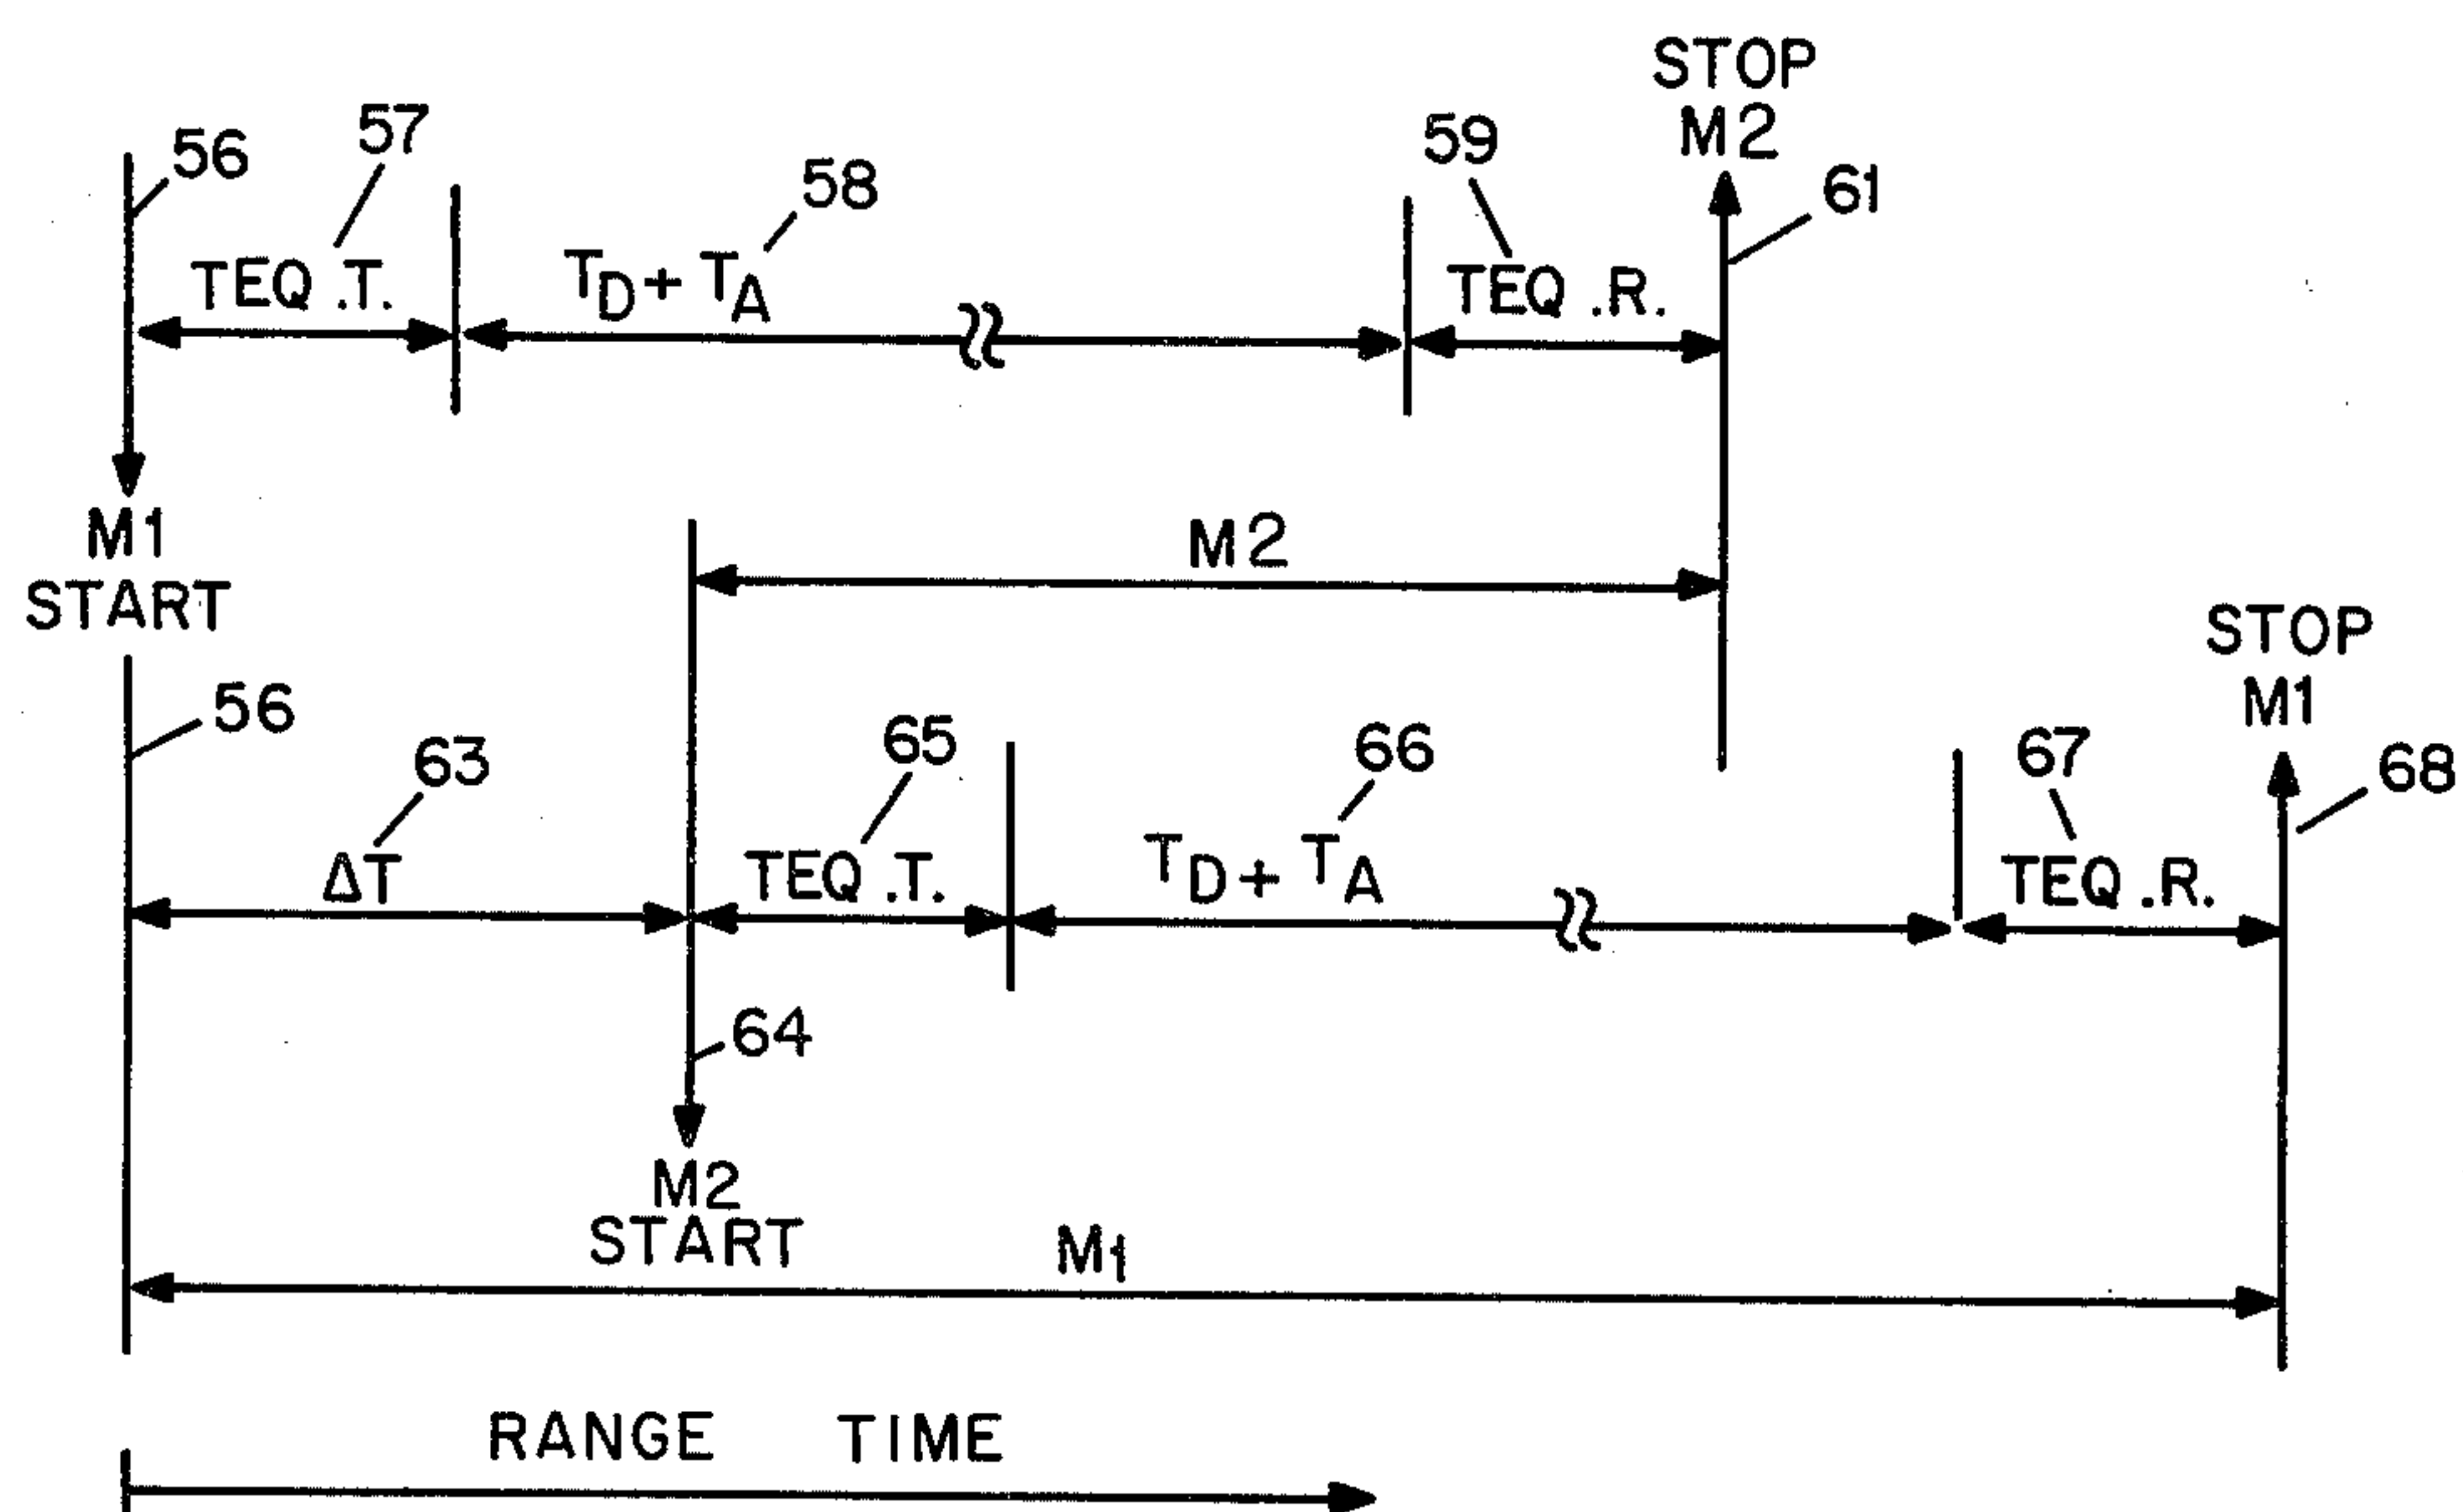 STOP
M2
57
56
59
58
61
TEQ.T.
TD + TA
TEQ.R.
M1
START
M2
STOP
M1
56
63
65
66
67
68
ΔT
TEQ.T.
TD + TA
TEQ.R.
64
M2
START
M1
RANGE TIME